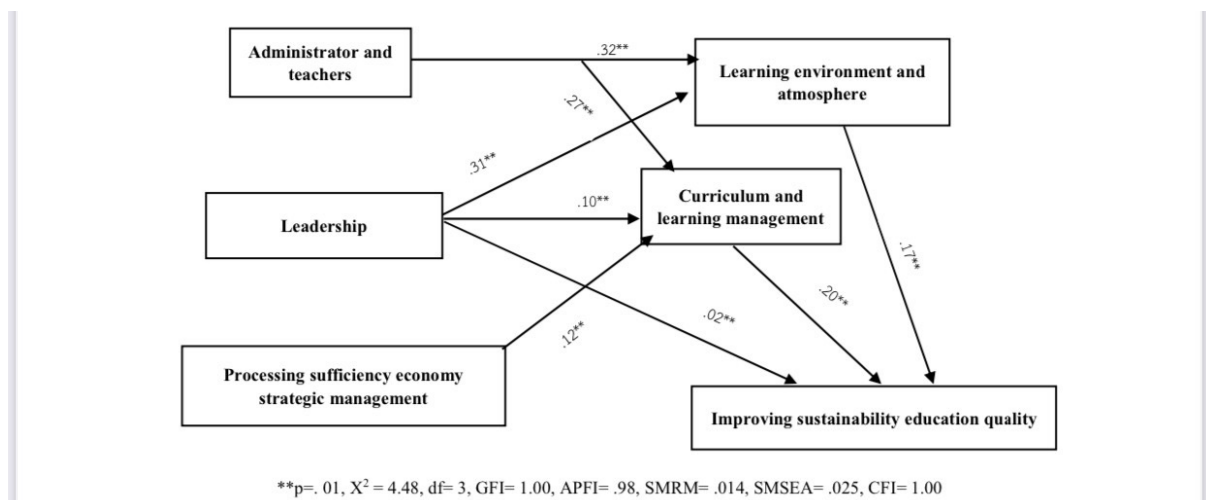 Administrator and
teachers
.32**
Learning environment and
atmosphere
.27**
.31**
Leadership
.10**
Curriculum and
learning management
.17**
.20**
.02**
.12**
Processing sufficiency economy
strategic management
Improving sustainability education quality
**p=. 01, X² = 4.48, df= 3, GFI= 1.00, APFI= .98, SMRM= .014, SMSEA= .025, CFI= 1.00